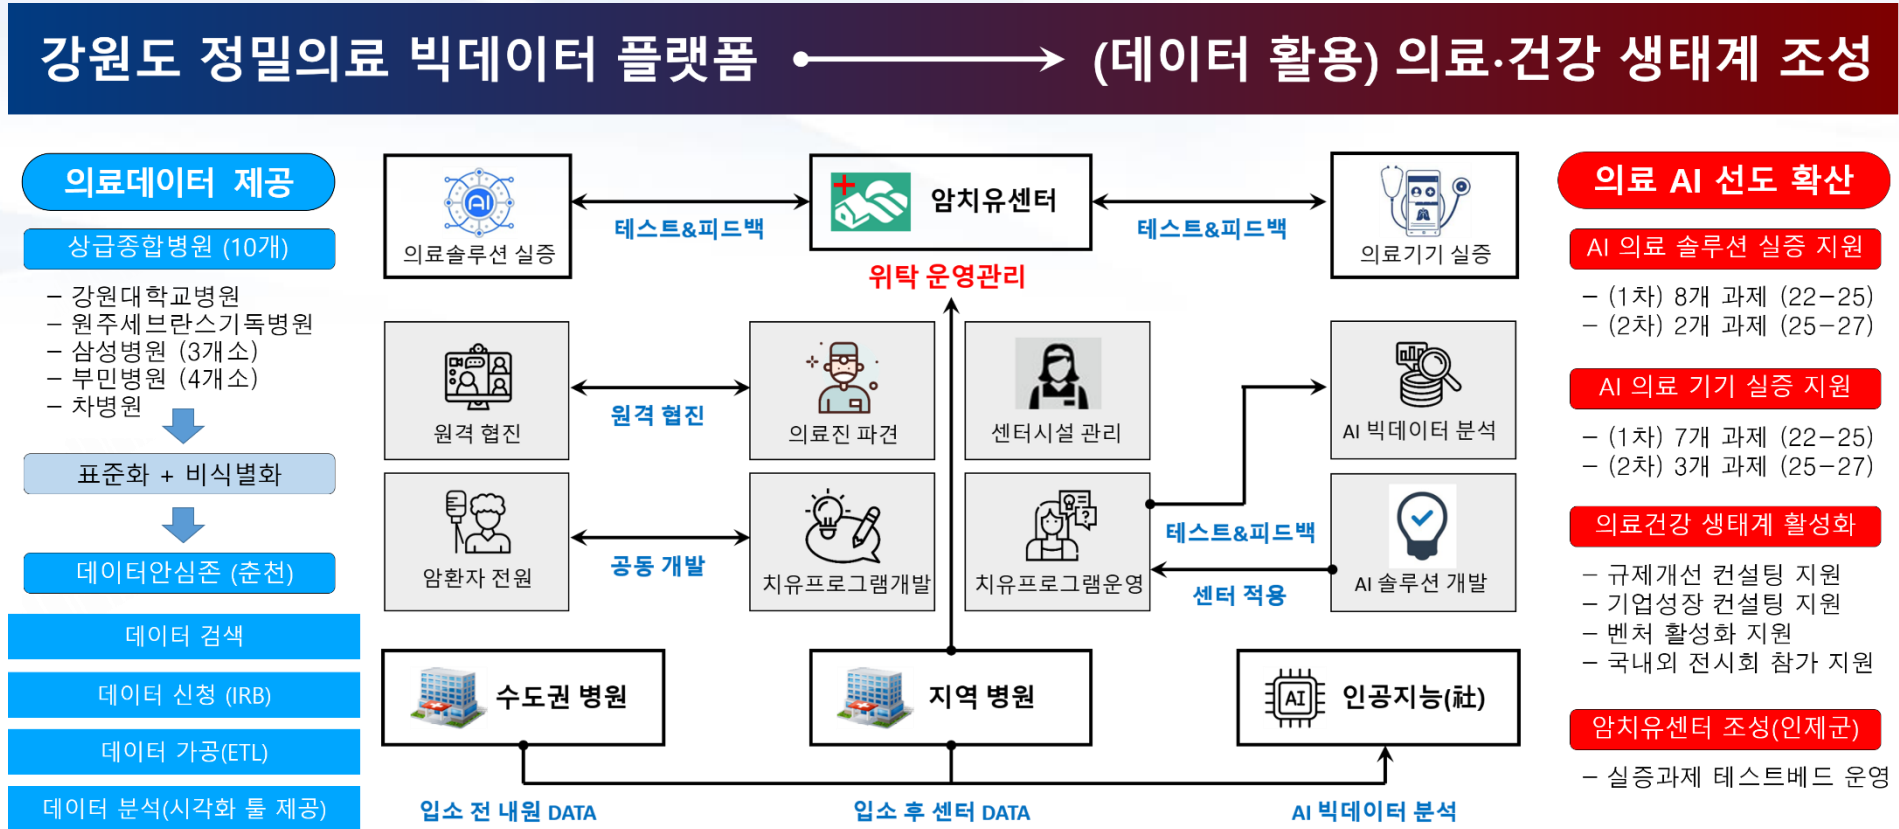 강원도 정밀의료 빅데이터 플랫폼
(데이터 활용) 의료·건강 생태계 조성
의료데이터 제공
상급종합병원 (10개)
– 강원대학교병원
– 원주세브란스기독병원
– 삼성병원 (3개소)
– 부민병원 (4개소)
– 차병원
표준화 + 비식별화
데이터안심존 (춘천)
데이터 검색
데이터 신청 (IRB)
데이터 가공(ETL)
데이터 분석(시각화 툴 제공)
AI
의료솔루션 실증
테스트&피드백
암치유센터
테스트&피드백
의료기기 실증
위탁 운영관리
원격 협진
원격 협진
의료진 파견
센터시설 관리
AI 빅데이터 분석
암환자 전원
공동 개발
치유프로그램개발
치유프로그램운영
테스트&피드백
센터 적용
AI 솔루션 개발
수도권 병원
지역 병원
AI
인공지능(社)
입소 전 내원 DATA
입소 후 센터 DATA
AI 빅데이터 분석
의료 AI 선도 확산
AI 의료 솔루션 실증 지원
– (1차) 8개 과제 (22–25)
– (2차) 2개 과제 (25–27)
AI 의료 기기 실증 지원
– (1차) 7개 과제 (22–25)
– (2차) 3개 과제 (25–27)
의료건강 생태계 활성화
– 규제개선 컨설팅 지원
– 기업성장 컨설팅 지원
– 벤처 활성화 지원
– 국내외 전시회 참가 지원
암치유센터 조성(인제군)
– 실증과제 테스트베드 운영